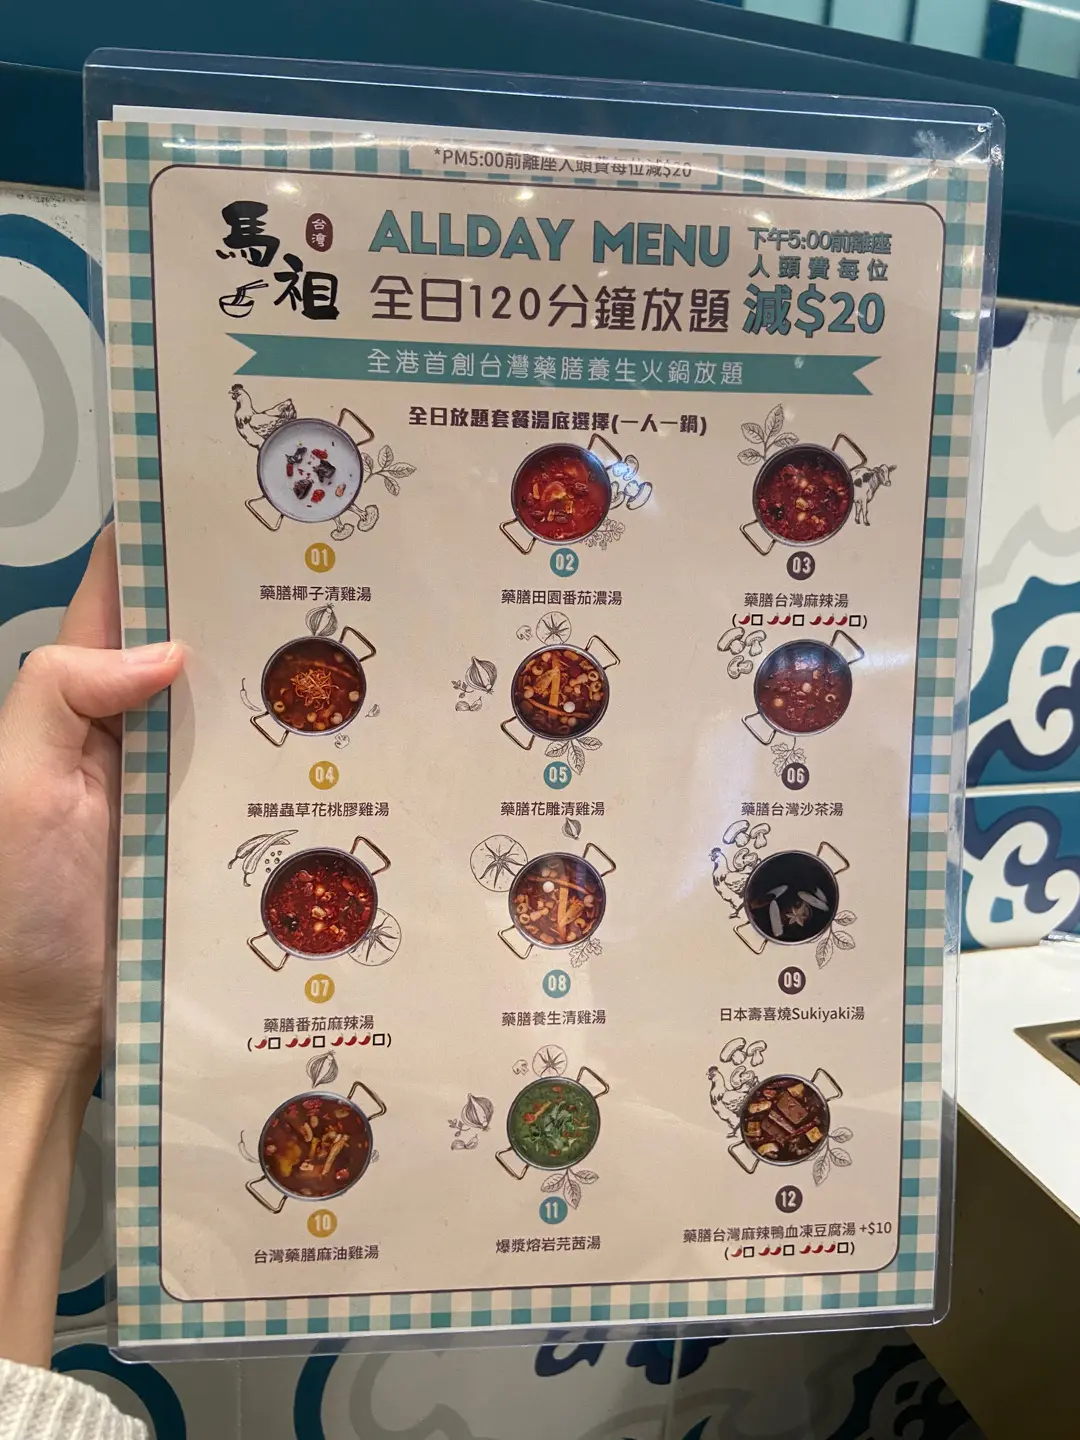 *PM5:00前離座人頭費每位減$20
馬祖
台灣
ALLDAY MENU
全日120分鐘放題
下午5:00前離座
人頭費每位
減$20
全港首創台灣藥膳養生火鍋放題
全日放題套餐湯底選擇(一人一鍋)
01
藥膳椰子清雞湯
02
藥膳田園番茄濃湯
03
藥膳台灣麻辣湯
04
藥膳蟲草花桃膠雞湯
05
藥膳花雕清雞湯
06
藥膳台灣沙茶湯
07
藥膳番茄麻辣湯
08
藥膳養生清雞湯
09
日本壽喜燒Sukiyaki湯
10
台灣藥膳麻油雞湯
11
爆漿熔岩芫茜湯
12
藥膳台灣麻辣鴨血凍豆腐湯 +$10